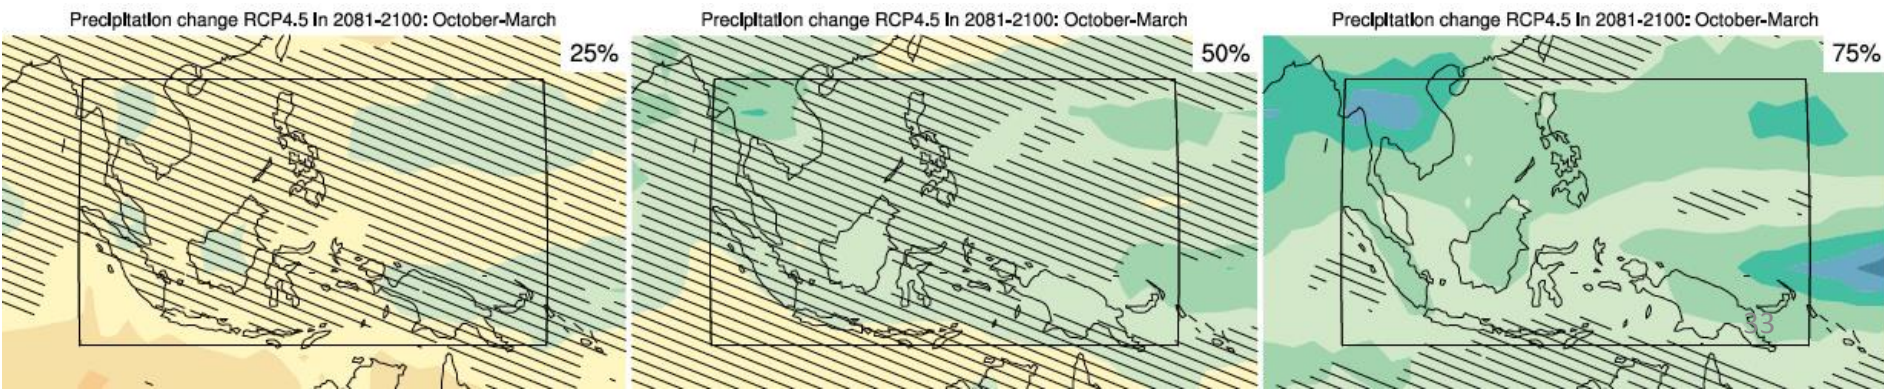 Precipitation change RCP4.5 in 2081-2100: October-March
25%
Precipitation change RCP4.5 in 2081-2100: October-March
50%
Precipitation change RCP4.5 in 2081-2100: October-March
75%
33